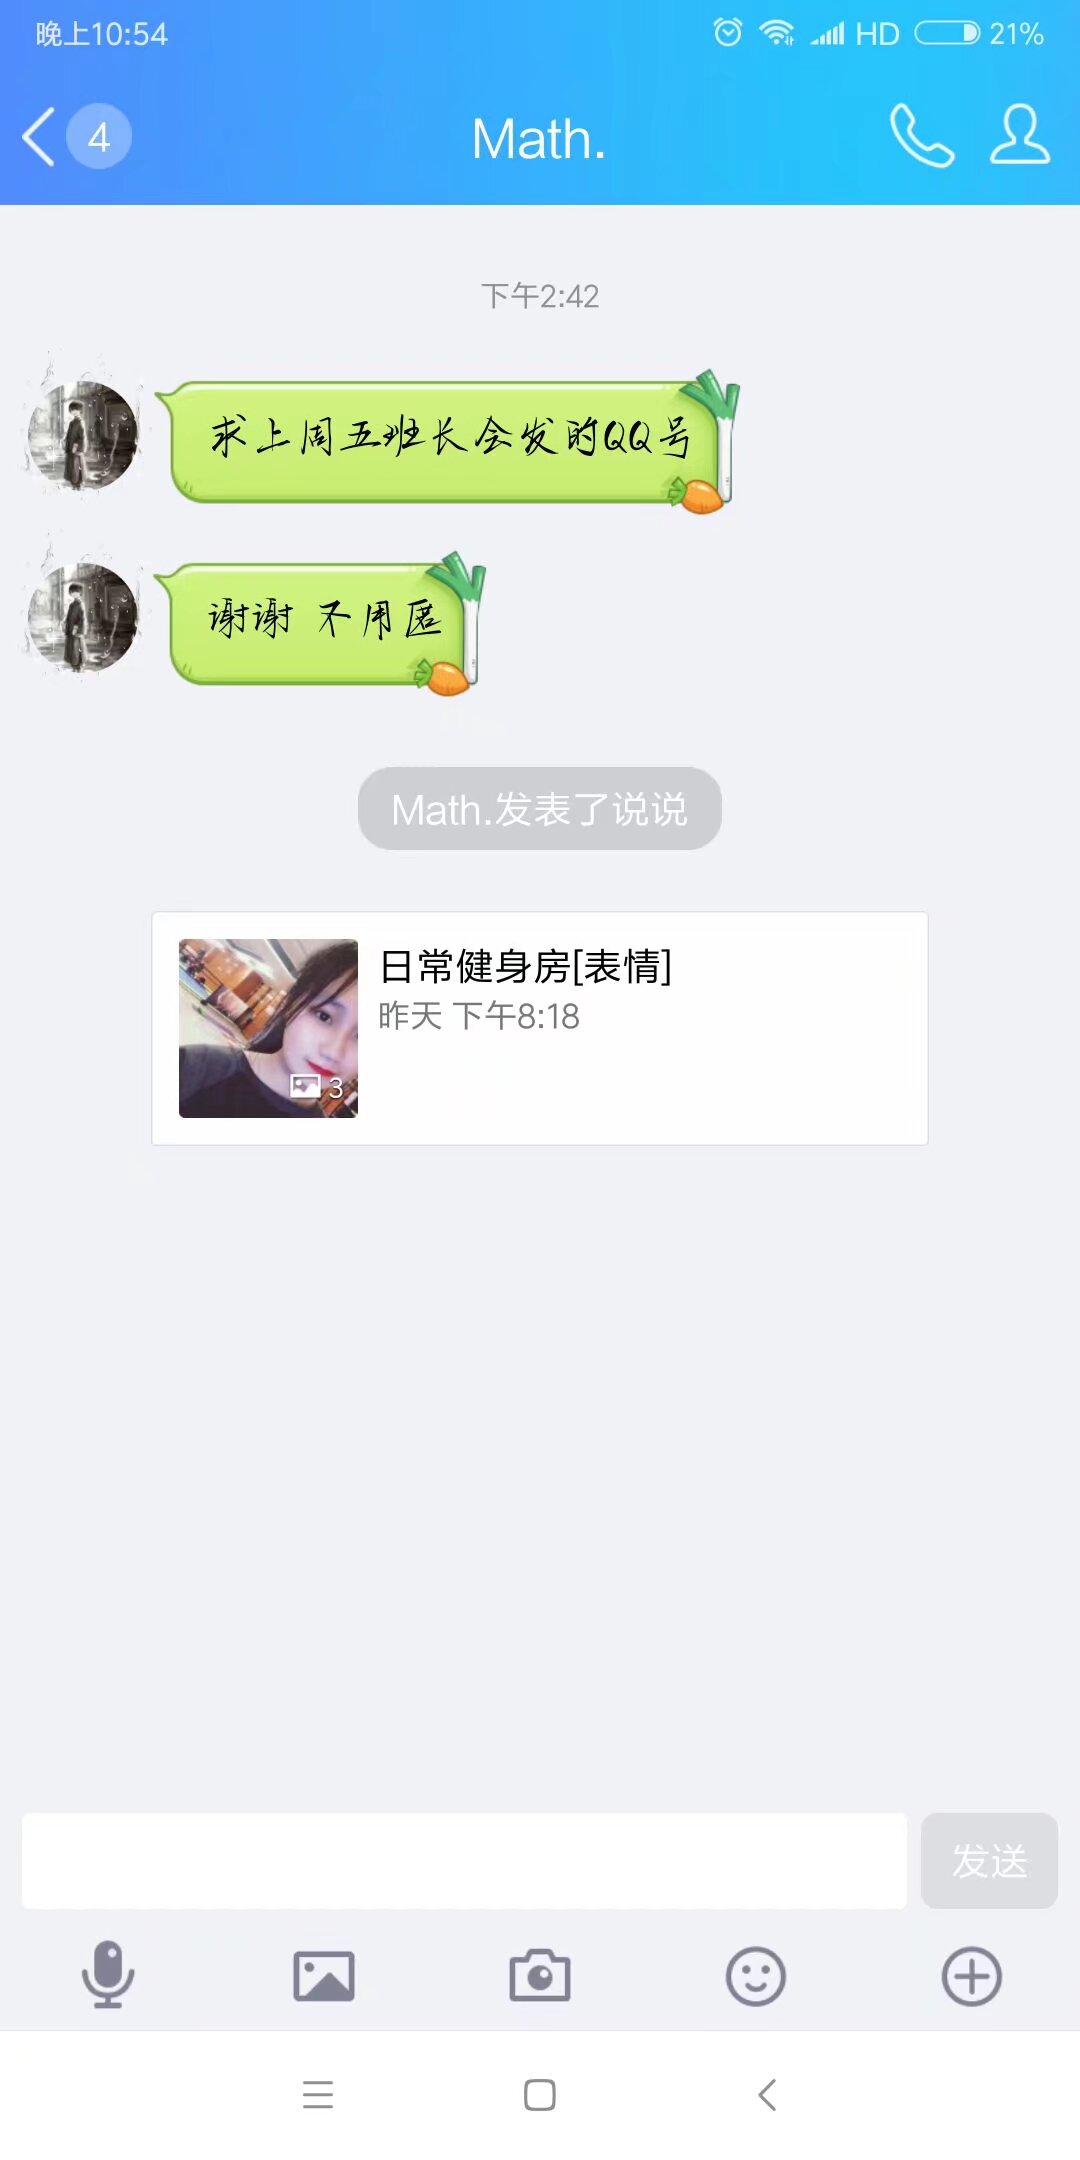 晚上10:54
HD
21%
4
Math.
下午2:42
求上周五班长会发的QQ号
谢谢 不用匿
Math.发表了说说
日常健身房[表情]
昨天 下午8:18
3
发送